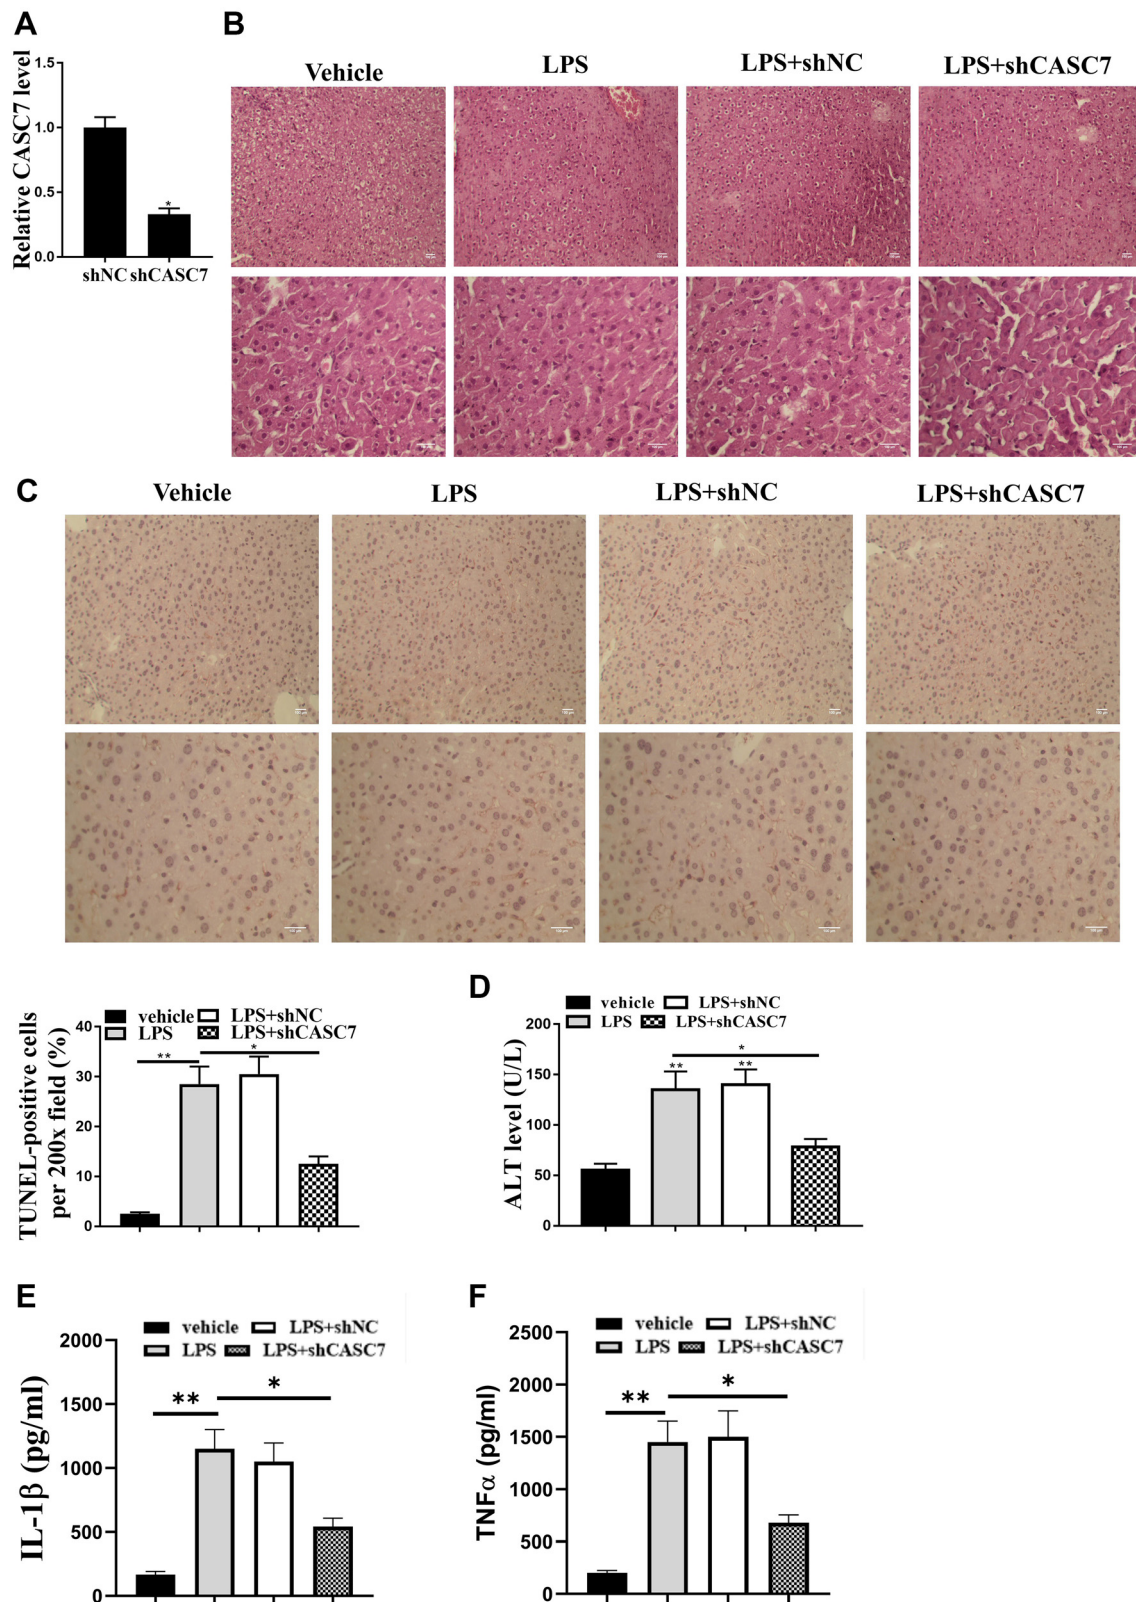 A
Relative CASC7 level
1.5
1.0
0.5
0.0
*
shNC shCASC7
B
Vehicle LPS LPS+shNC LPS+shCASC7
C
Vehicle LPS LPS+shNC LPS+shCASC7
TUNEL-positive cells
per 200x field (%)
vehicle LPS+shNC
LPS LPS+shCASC7
40
30
20
10
0
**
*
D
ALT level (U/L)
vehicle LPS+shNC
LPS LPS+shCASC7
200
150
100
50
0
*
** **
E
IL-1β (pg/ml)
vehicle LPS+shNC
LPS LPS+shCASC7
2000
1500
1000
500
0
**
*
F
TNFα (pg/ml)
vehicle LPS+shNC
LPS LPS+shCASC7
2500
2000
1500
1000
500
0
**
*